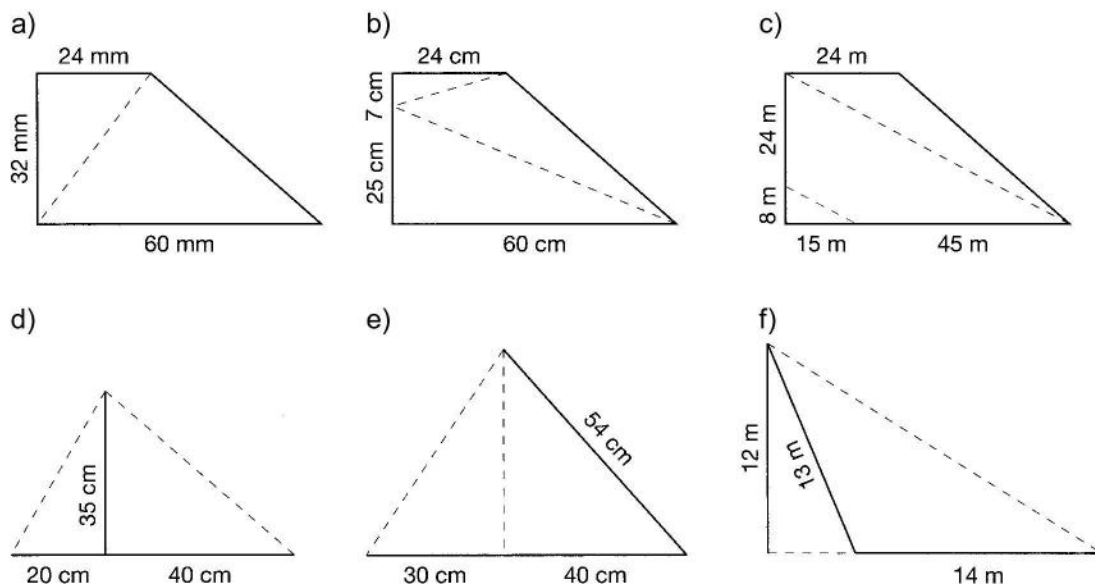 a)
24 mm
32 mm
60 mm
b)
24 cm
7 cm
25 cm
60 cm
c)
24 m
24 m
8 m
15 m
45 m
d)
35 cm
20 cm
40 cm
e)
54 cm
30 cm
40 cm
f)
12 m
13 m
14 m